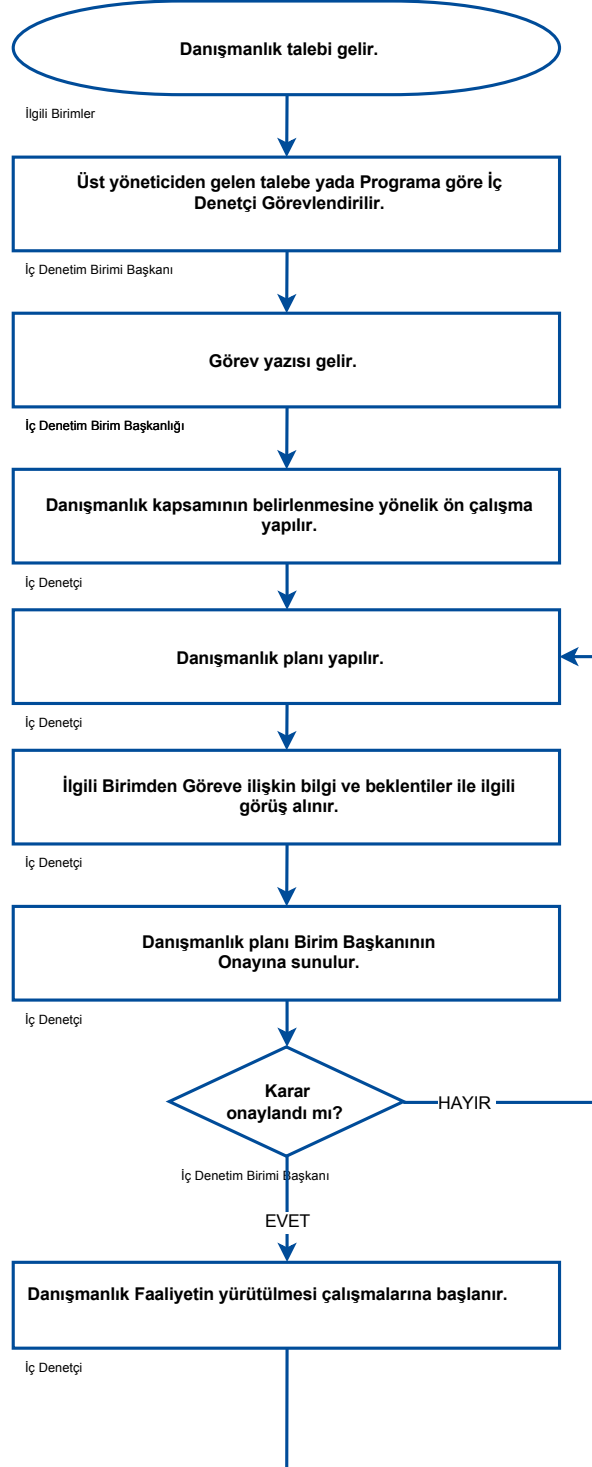 Danışmanlık talebi gelir.
İlgili Birimler
Üst yöneticiden gelen talebe yada Programa göre İç
Denetçi Görevlendirilir.
İç Denetim Birimi Başkanı
Görev yazısı gelir.
İç Denetim Birim Başkanlığı
Danışmanlık kapsamının belirlenmesine yönelik ön çalışma
yapılır.
İç Denetçi
Danışmanlık planı yapılır.
İç Denetçi
İlgili Birimden Göreve ilişkin bilgi ve beklentiler ile ilgili
görüş alınır.
İç Denetçi
Danışmanlık planı Birim Başkanının
Onayına sunulur.
İç Denetçi
Karar
onaylandı mı?
HAYIR
İç Denetim Birimi Başkanı
EVET
Danışmanlık Faaliyetin yürütülmesi çalışmalarına başlanır.
İç Denetçi